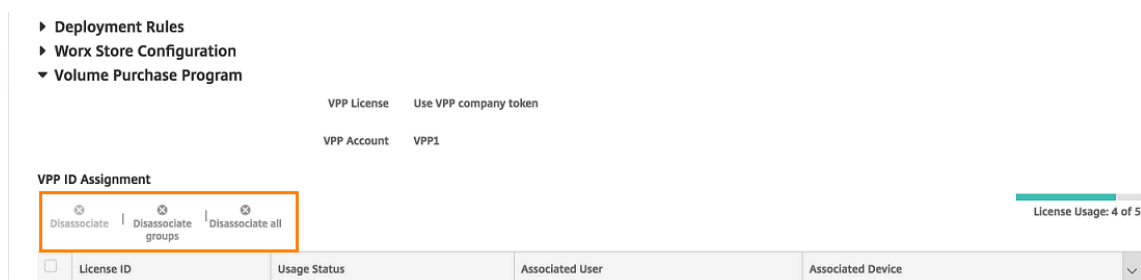 Deployment Rules
Worx Store Configuration
Volume Purchase Program
VPP License Use VPP company token
VPP Account VPP1
VPP ID Assignment
Disassociate | Disassociate groups | Disassociate all
License Usage: 4 of 5
License ID Usage Status Associated User Associated Device